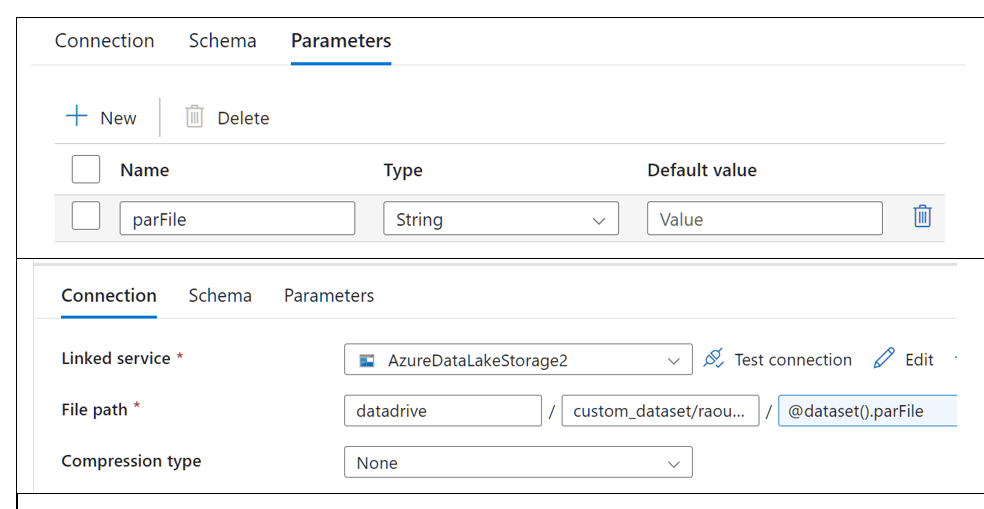 Connection Schema Parameters
New Delete
Name Type Default value
parFile String Value
Connection Schema Parameters
Linked service * AzureDataLakeStorage2 Test connection Edit
File path * datadrive / custom_dataset/raou... / @dataset().parFile
Compression type None